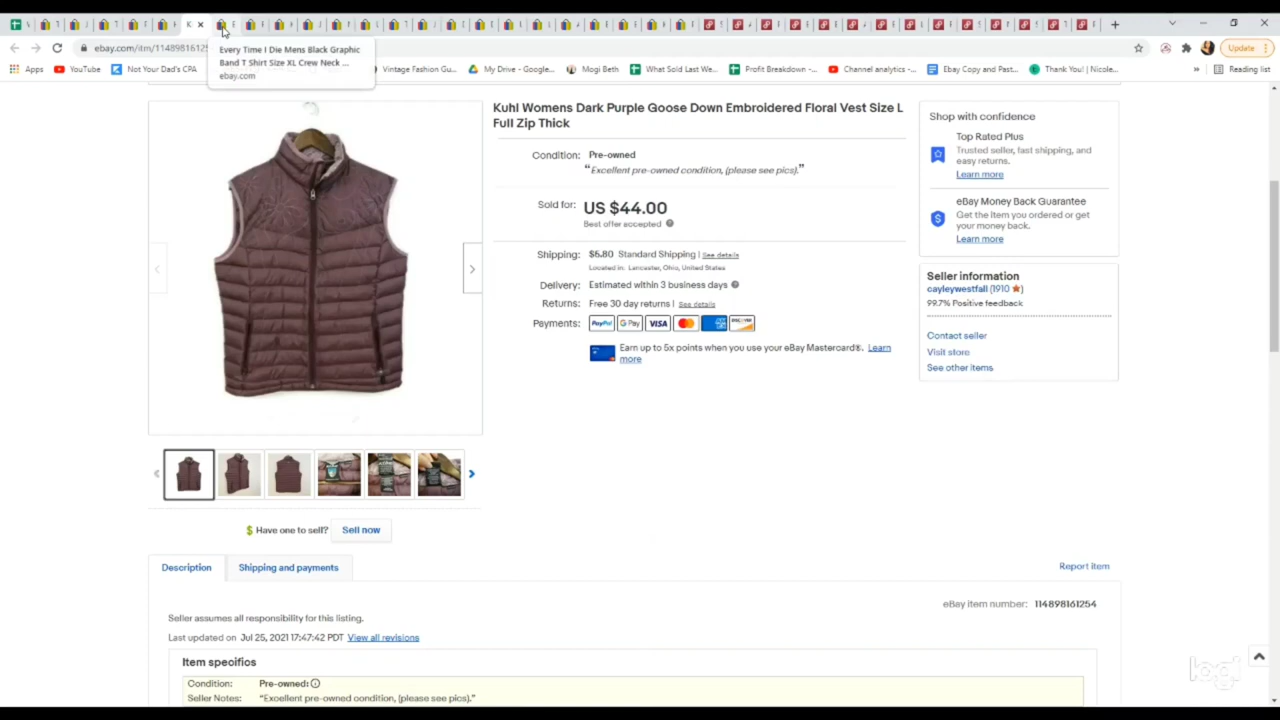 Update
ebay.com/itm/1148981612
Every Time I Die Mens Black Graphic
Band T Shirt Size XL Crew Neck ...
ebay.com
Apps
YouTube
Not Your Dad's CPA
Vintage Fashion Gu...
My Drive - Google...
Mogi Beth
What Sold Last We...
Profit Breakdown -...
Channel analytics -...
Ebay Copy and Past...
Thank You! | Nicole...
Reading list
Kuhl Womens Dark Purple Goose Down Embroidered Floral Vest Size L
Full Zip Thick
Condition: Pre-owned
“Excellent pre-owned condition, (please see pics).”
Sold for: US $44.00
Best offer accepted
Shipping: $6.80 Standard Shipping | See details
Located in: Lancaster, Ohio, United States
Delivery: Estimated within 3 business days
Returns: Free 30 day returns | See details
Payments: PayPal G Pay VISA
DISCOVER
Earn up to 5x points when you use your eBay Mastercard®. Learn
more
Shop with confidence
Top Rated Plus
Trusted seller, fast shipping, and
easy returns.
Learn more
eBay Money Back Guarantee
Get the item you ordered or get
your money back.
Learn more
Seller information
cayleywestfall (1910 ★)
99.7% Positive feedback
Contact seller
Visit store
See other items
Have one to sell? Sell now
Description
Shipping and payments
Report item
eBay item number: 114898161254
Seller assumes all responsibility for this listing.
Last updated on Jul 25, 2021 17:47:42 PDT View all revisions
Item specifics
Condition: Pre-owned:
Seller Notes: “Excellent pre-owned condition, (please see pics).”
logi